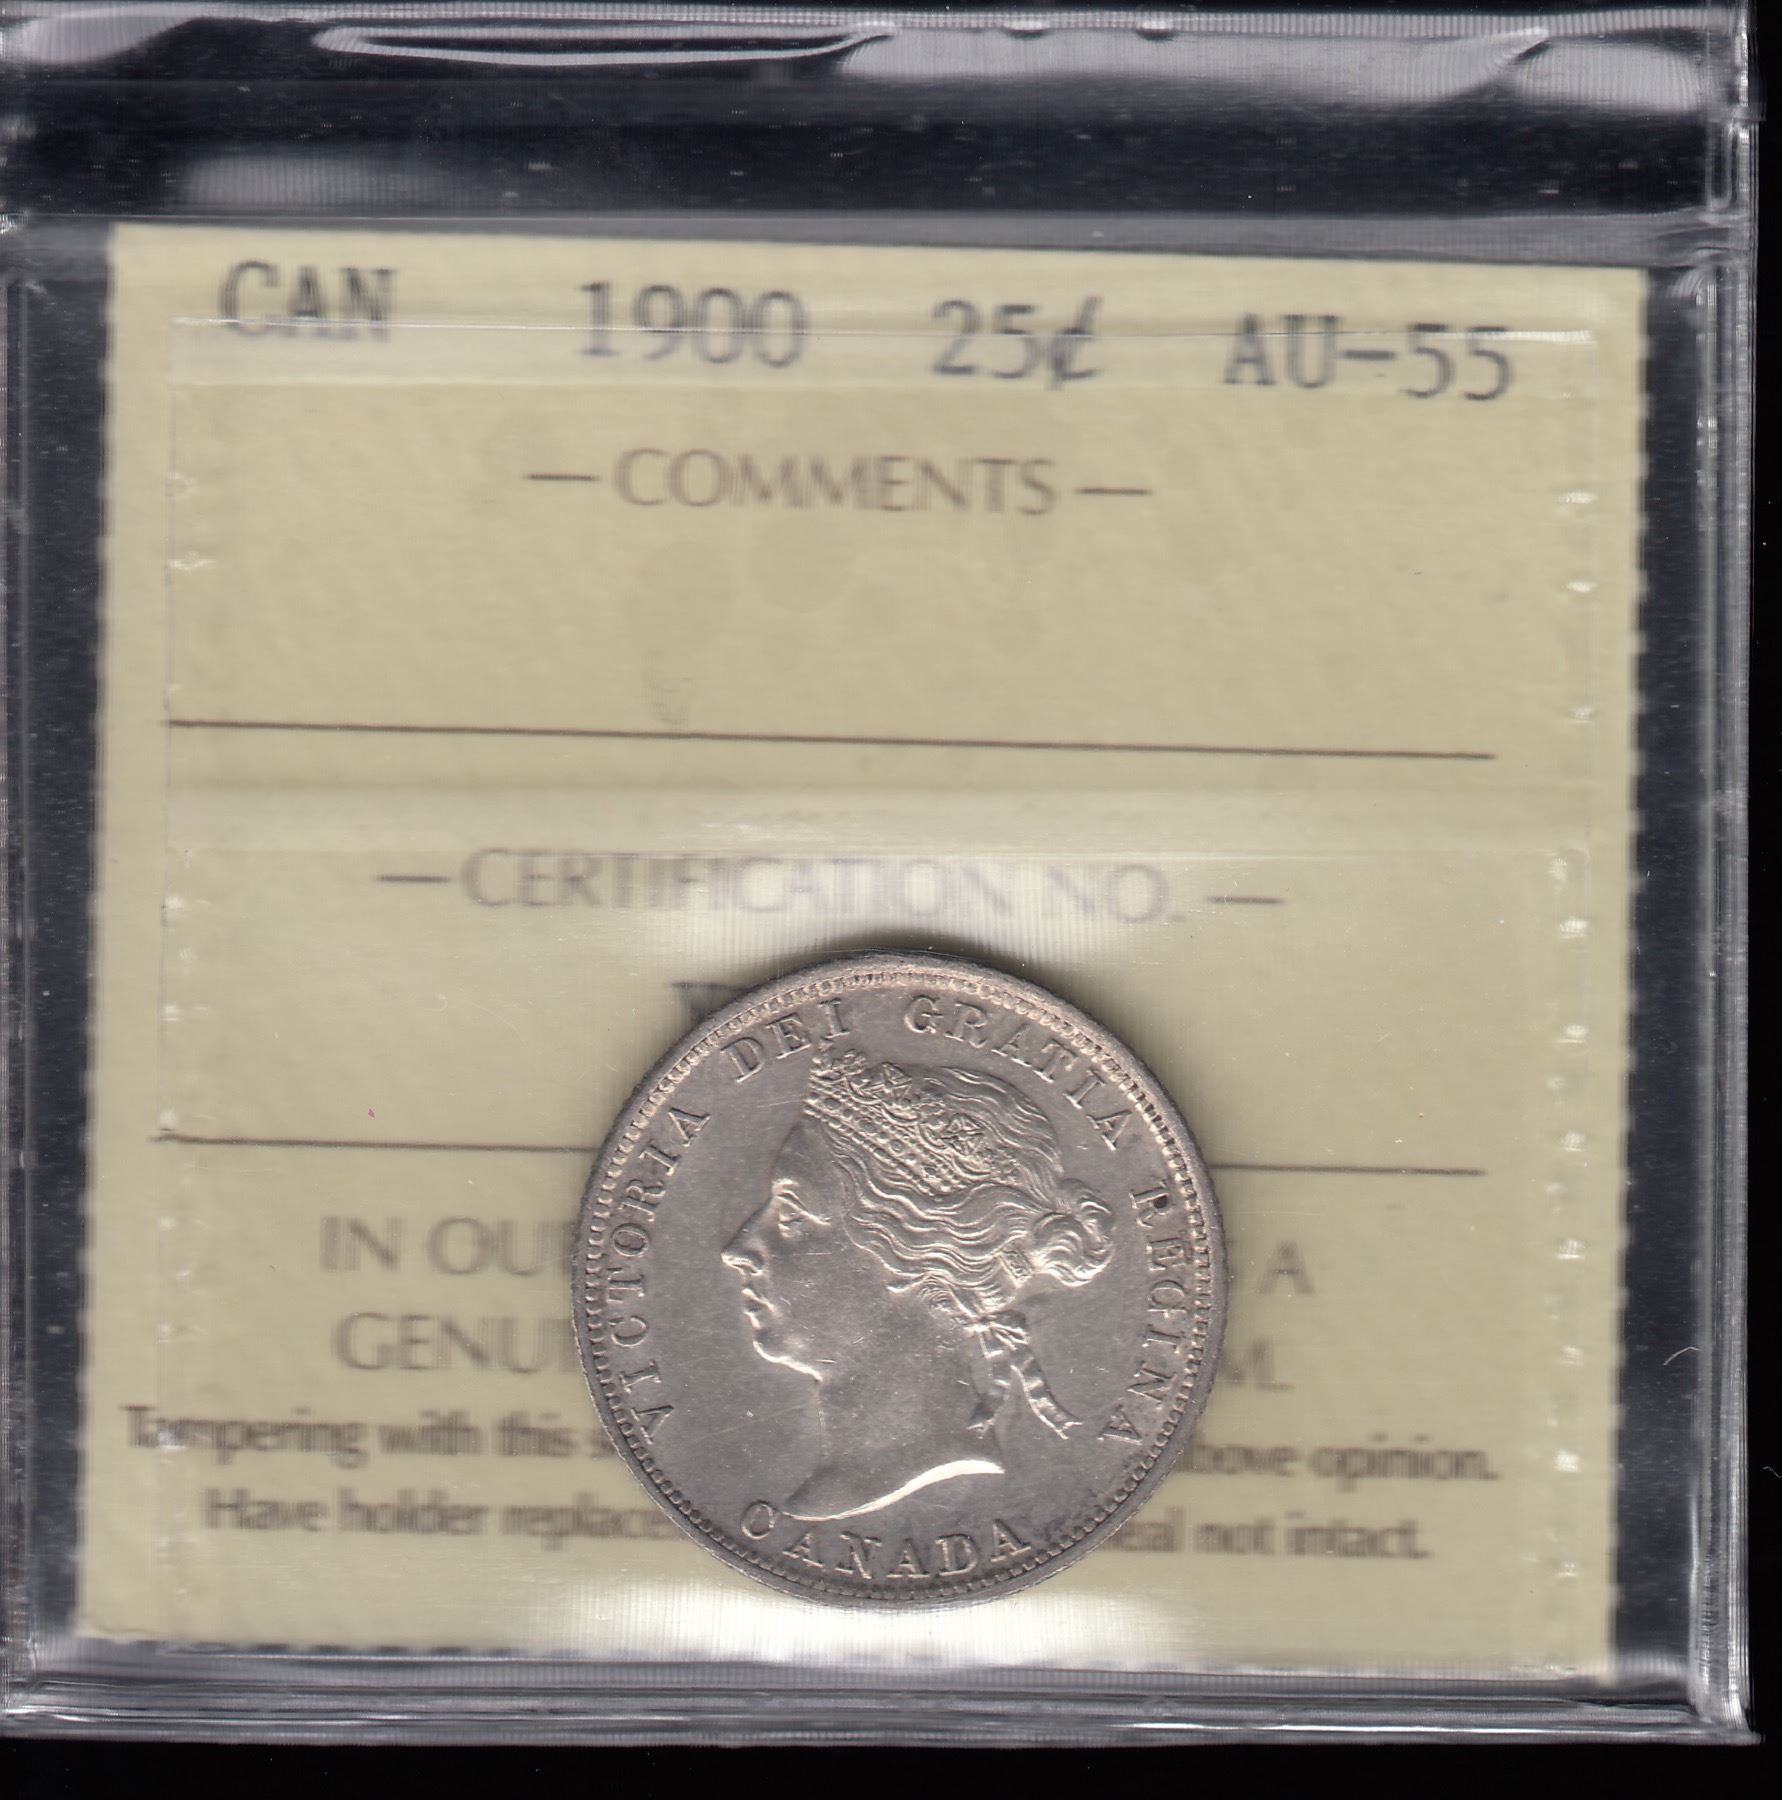 CAN 1900 25¢ AU-55
— COMMENTS —
— CERTIFICATION NO. —
VICTORIA DEI GRATIA REGINA
CANADA
IN OU A
GENU M.
Tampering with this s bove opinion.
Have holder replace eal not intact.